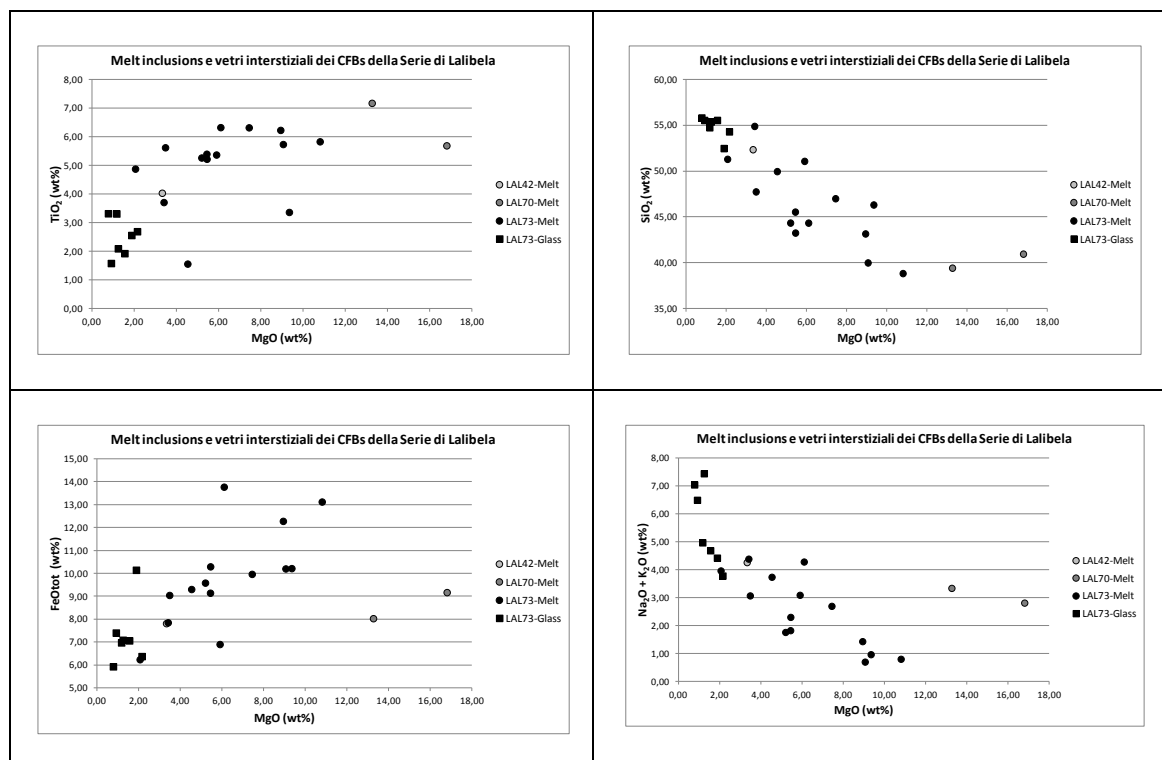 Melt inclusions e vetri interstiziali dei CFBs della Serie di Lalibela
8,00
7,00
6,00
5,00
4,00
3,00
2,00
1,00
0,00
TiO₂ (wt%)
0,00 2,00 4,00 6,00 8,00 10,00 12,00 14,00 16,00 18,00
MgO (wt%)
LAL42-Melt
LAL70-Melt
LAL73-Melt
LAL73-Glass
Melt inclusions e vetri interstiziali dei CFBs della Serie di Lalibela
60,00
55,00
50,00
45,00
40,00
35,00
SiO₂ (wt%)
0,00 2,00 4,00 6,00 8,00 10,00 12,00 14,00 16,00 18,00
MgO (wt%)
LAL42-Melt
LAL70-Melt
LAL73-Melt
LAL73-Glass
Melt inclusions e vetri interstiziali dei CFBs della Serie di Lalibela
15,00
14,00
13,00
12,00
11,00
10,00
9,00
8,00
7,00
6,00
5,00
FeOtot (wt%)
0,00 2,00 4,00 6,00 8,00 10,00 12,00 14,00 16,00 18,00
MgO (wt%)
LAL42-Melt
LAL70-Melt
LAL73-Melt
LAL73-Glass
Melt inclusions e vetri interstiziali dei CFBs della Serie di Lalibela
8,00
7,00
6,00
5,00
4,00
3,00
2,00
1,00
0,00
Na₂O + K₂O (wt%)
0,00 2,00 4,00 6,00 8,00 10,00 12,00 14,00 16,00 18,00
MgO (wt%)
LAL42-Melt
LAL70-Melt
LAL73-Melt
LAL73-Glass